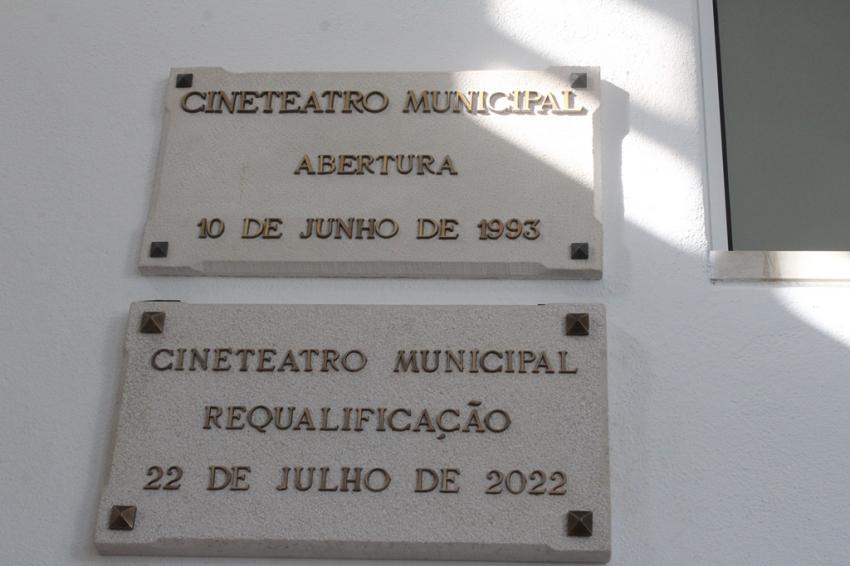 CINETEATRO MUNICIPAL
ABERTURA
10 DE JUNHO DE 1993
CINETEATRO MUNICIPAL
REQUALIFICAÇÃO
22 DE JULHO DE 2022